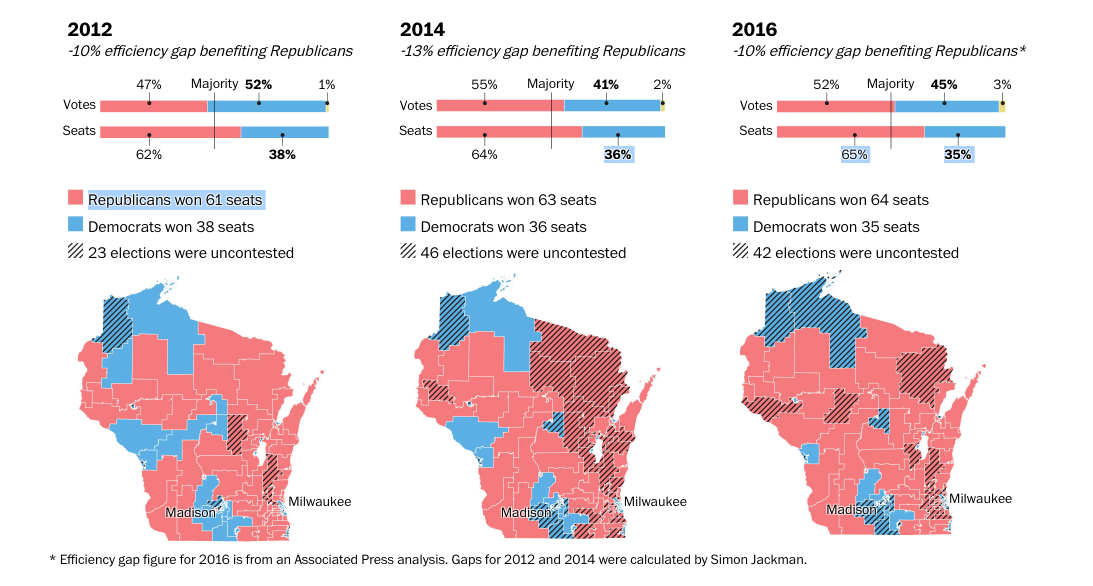 2012
-10% efficiency gap benefiting Republicans
47% Majority 52% 1%
Votes
Seats
62% 38%
Republicans won 61 seats
Democrats won 38 seats
23 elections were uncontested
Madison
Milwaukee
2014
-13% efficiency gap benefiting Republicans
55% Majority 41% 2%
Votes
Seats
64% 36%
Republicans won 63 seats
Democrats won 36 seats
46 elections were uncontested
Madison
Milwaukee
2016
-10% efficiency gap benefiting Republicans*
52% Majority 45% 3%
Votes
Seats
65% 35%
Republicans won 64 seats
Democrats won 35 seats
42 elections were uncontested
Madison
Milwaukee
* Efficiency gap figure for 2016 is from an Associated Press analysis. Gaps for 2012 and 2014 were calculated by Simon Jackman.